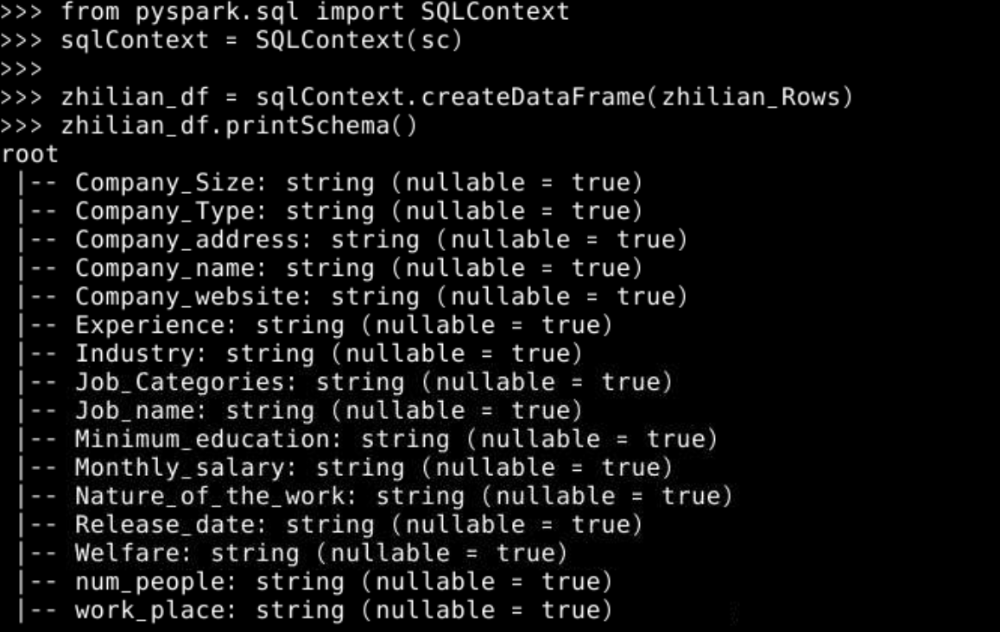 >>> from pyspark.sql import SQLContext
>>> sqlContext = SQLContext(sc)
>>>
>>> zhilian_df = sqlContext.createDataFrame(zhilian_Rows)
>>> zhilian_df.printSchema()
root
 |-- Company_Size: string (nullable = true)
 |-- Company_Type: string (nullable = true)
 |-- Company_address: string (nullable = true)
 |-- Company_name: string (nullable = true)
 |-- Company_website: string (nullable = true)
 |-- Experience: string (nullable = true)
 |-- Industry: string (nullable = true)
 |-- Job_Categories: string (nullable = true)
 |-- Job_name: string (nullable = true)
 |-- Minimum_education: string (nullable = true)
 |-- Monthly_salary: string (nullable = true)
 |-- Nature_of_the_work: string (nullable = true)
 |-- Release_date: string (nullable = true)
 |-- Welfare: string (nullable = true)
 |-- num_people: string (nullable = true)
 |-- work_place: string (nullable = true)